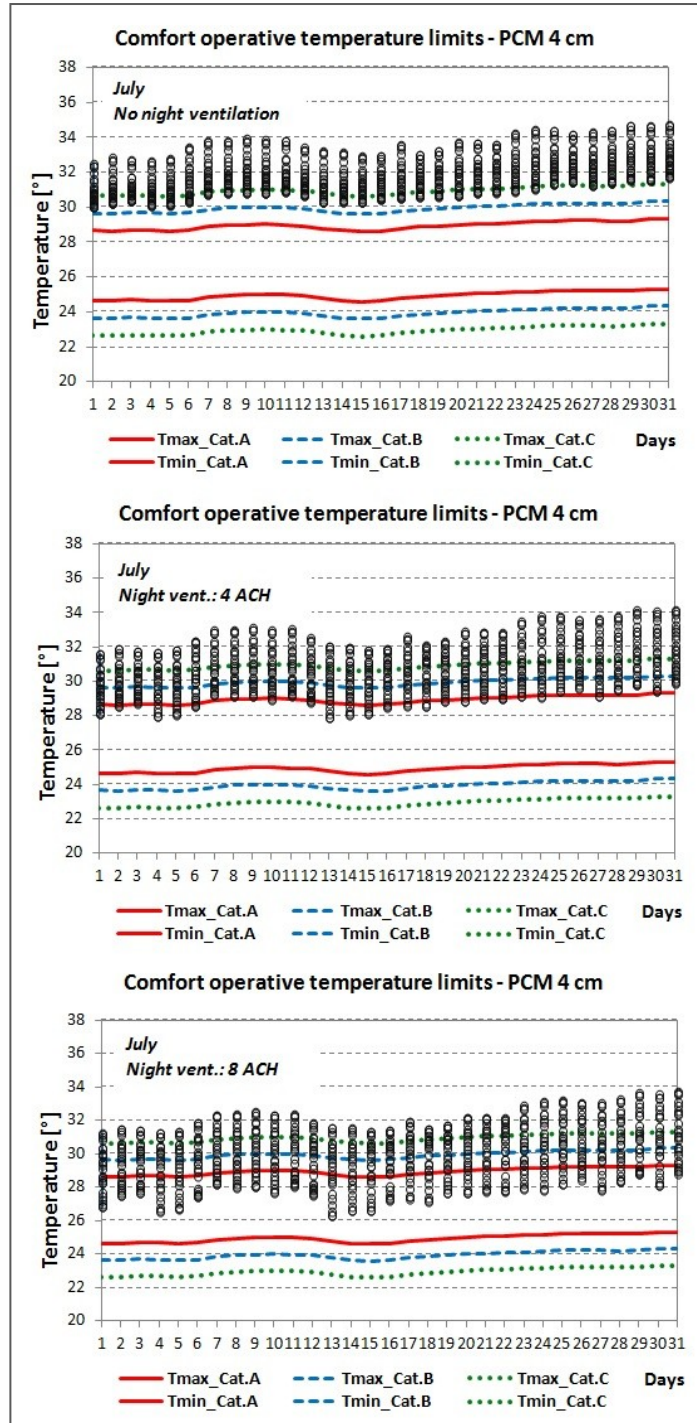 Comfort operative temperature limits - PCM 4 cm
July
No night ventilation
Temperature [°]
38
36
34
32
30
28
26
24
22
20
1 2 3 4 5 6 7 8 9 10 11 12 13 14 15 16 17 18 19 20 21 22 23 24 25 26 27 28 29 30 31
Tmax_Cat.A Tmax_Cat.B Tmax_Cat.C Days
Tmin_Cat.A Tmin_Cat.B Tmin_Cat.C
Comfort operative temperature limits - PCM 4 cm
July
Night vent.: 4 ACH
Temperature [°]
38
36
34
32
30
28
26
24
22
20
1 2 3 4 5 6 7 8 9 10 11 12 13 14 15 16 17 18 19 20 21 22 23 24 25 26 27 28 29 30 31
Tmax_Cat.A Tmax_Cat.B Tmax_Cat.C Days
Tmin_Cat.A Tmin_Cat.B Tmin_Cat.C
Comfort operative temperature limits - PCM 4 cm
July
Night vent.: 8 ACH
Temperature [°]
38
36
34
32
30
28
26
24
22
20
1 2 3 4 5 6 7 8 9 10 11 12 13 14 15 16 17 18 19 20 21 22 23 24 25 26 27 28 29 30 31
Tmax_Cat.A Tmax_Cat.B Tmax_Cat.C Days
Tmin_Cat.A Tmin_Cat.B Tmin_Cat.C